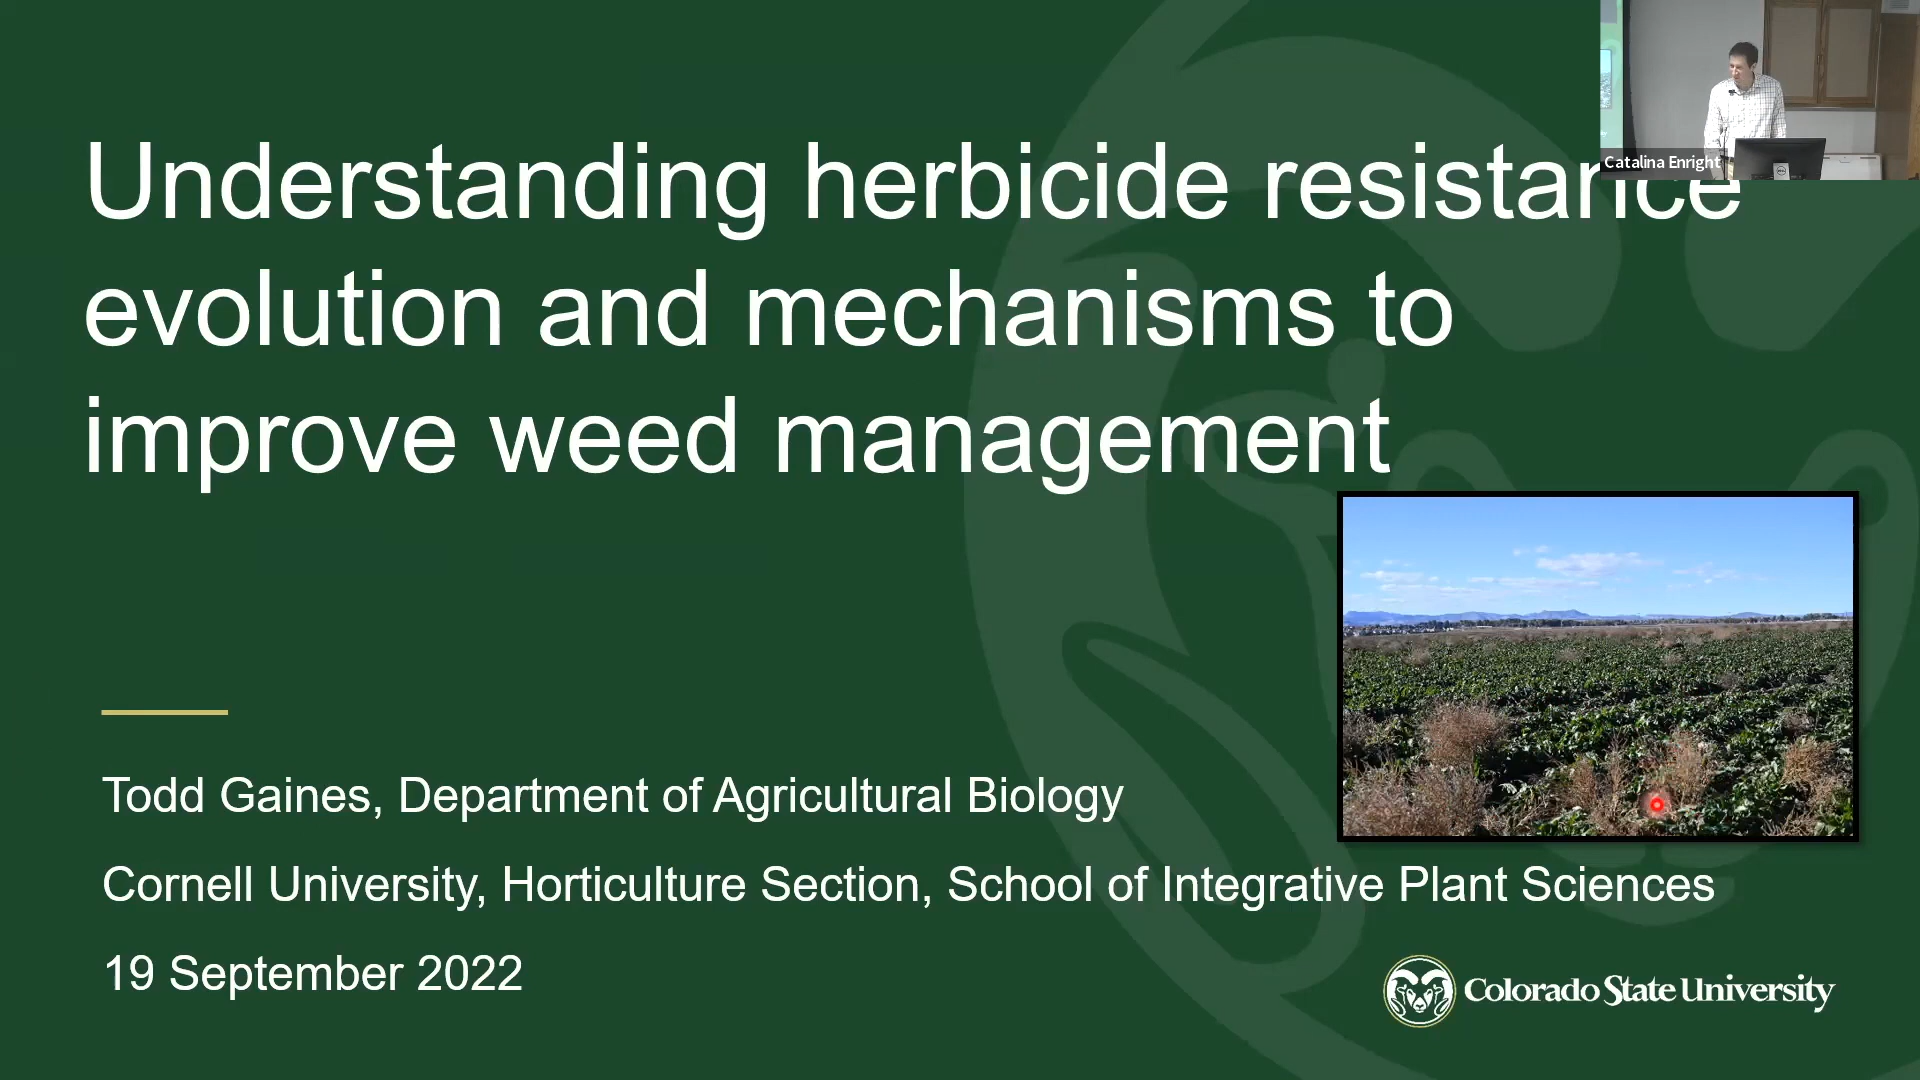 Understanding herbicide resistance
evolution and mechanisms to
improve weed management
Catalina Enright
Todd Gaines, Department of Agricultural Biology
Cornell University, Horticulture Section, School of Integrative Plant Sciences
19 September 2022
Colorado State University